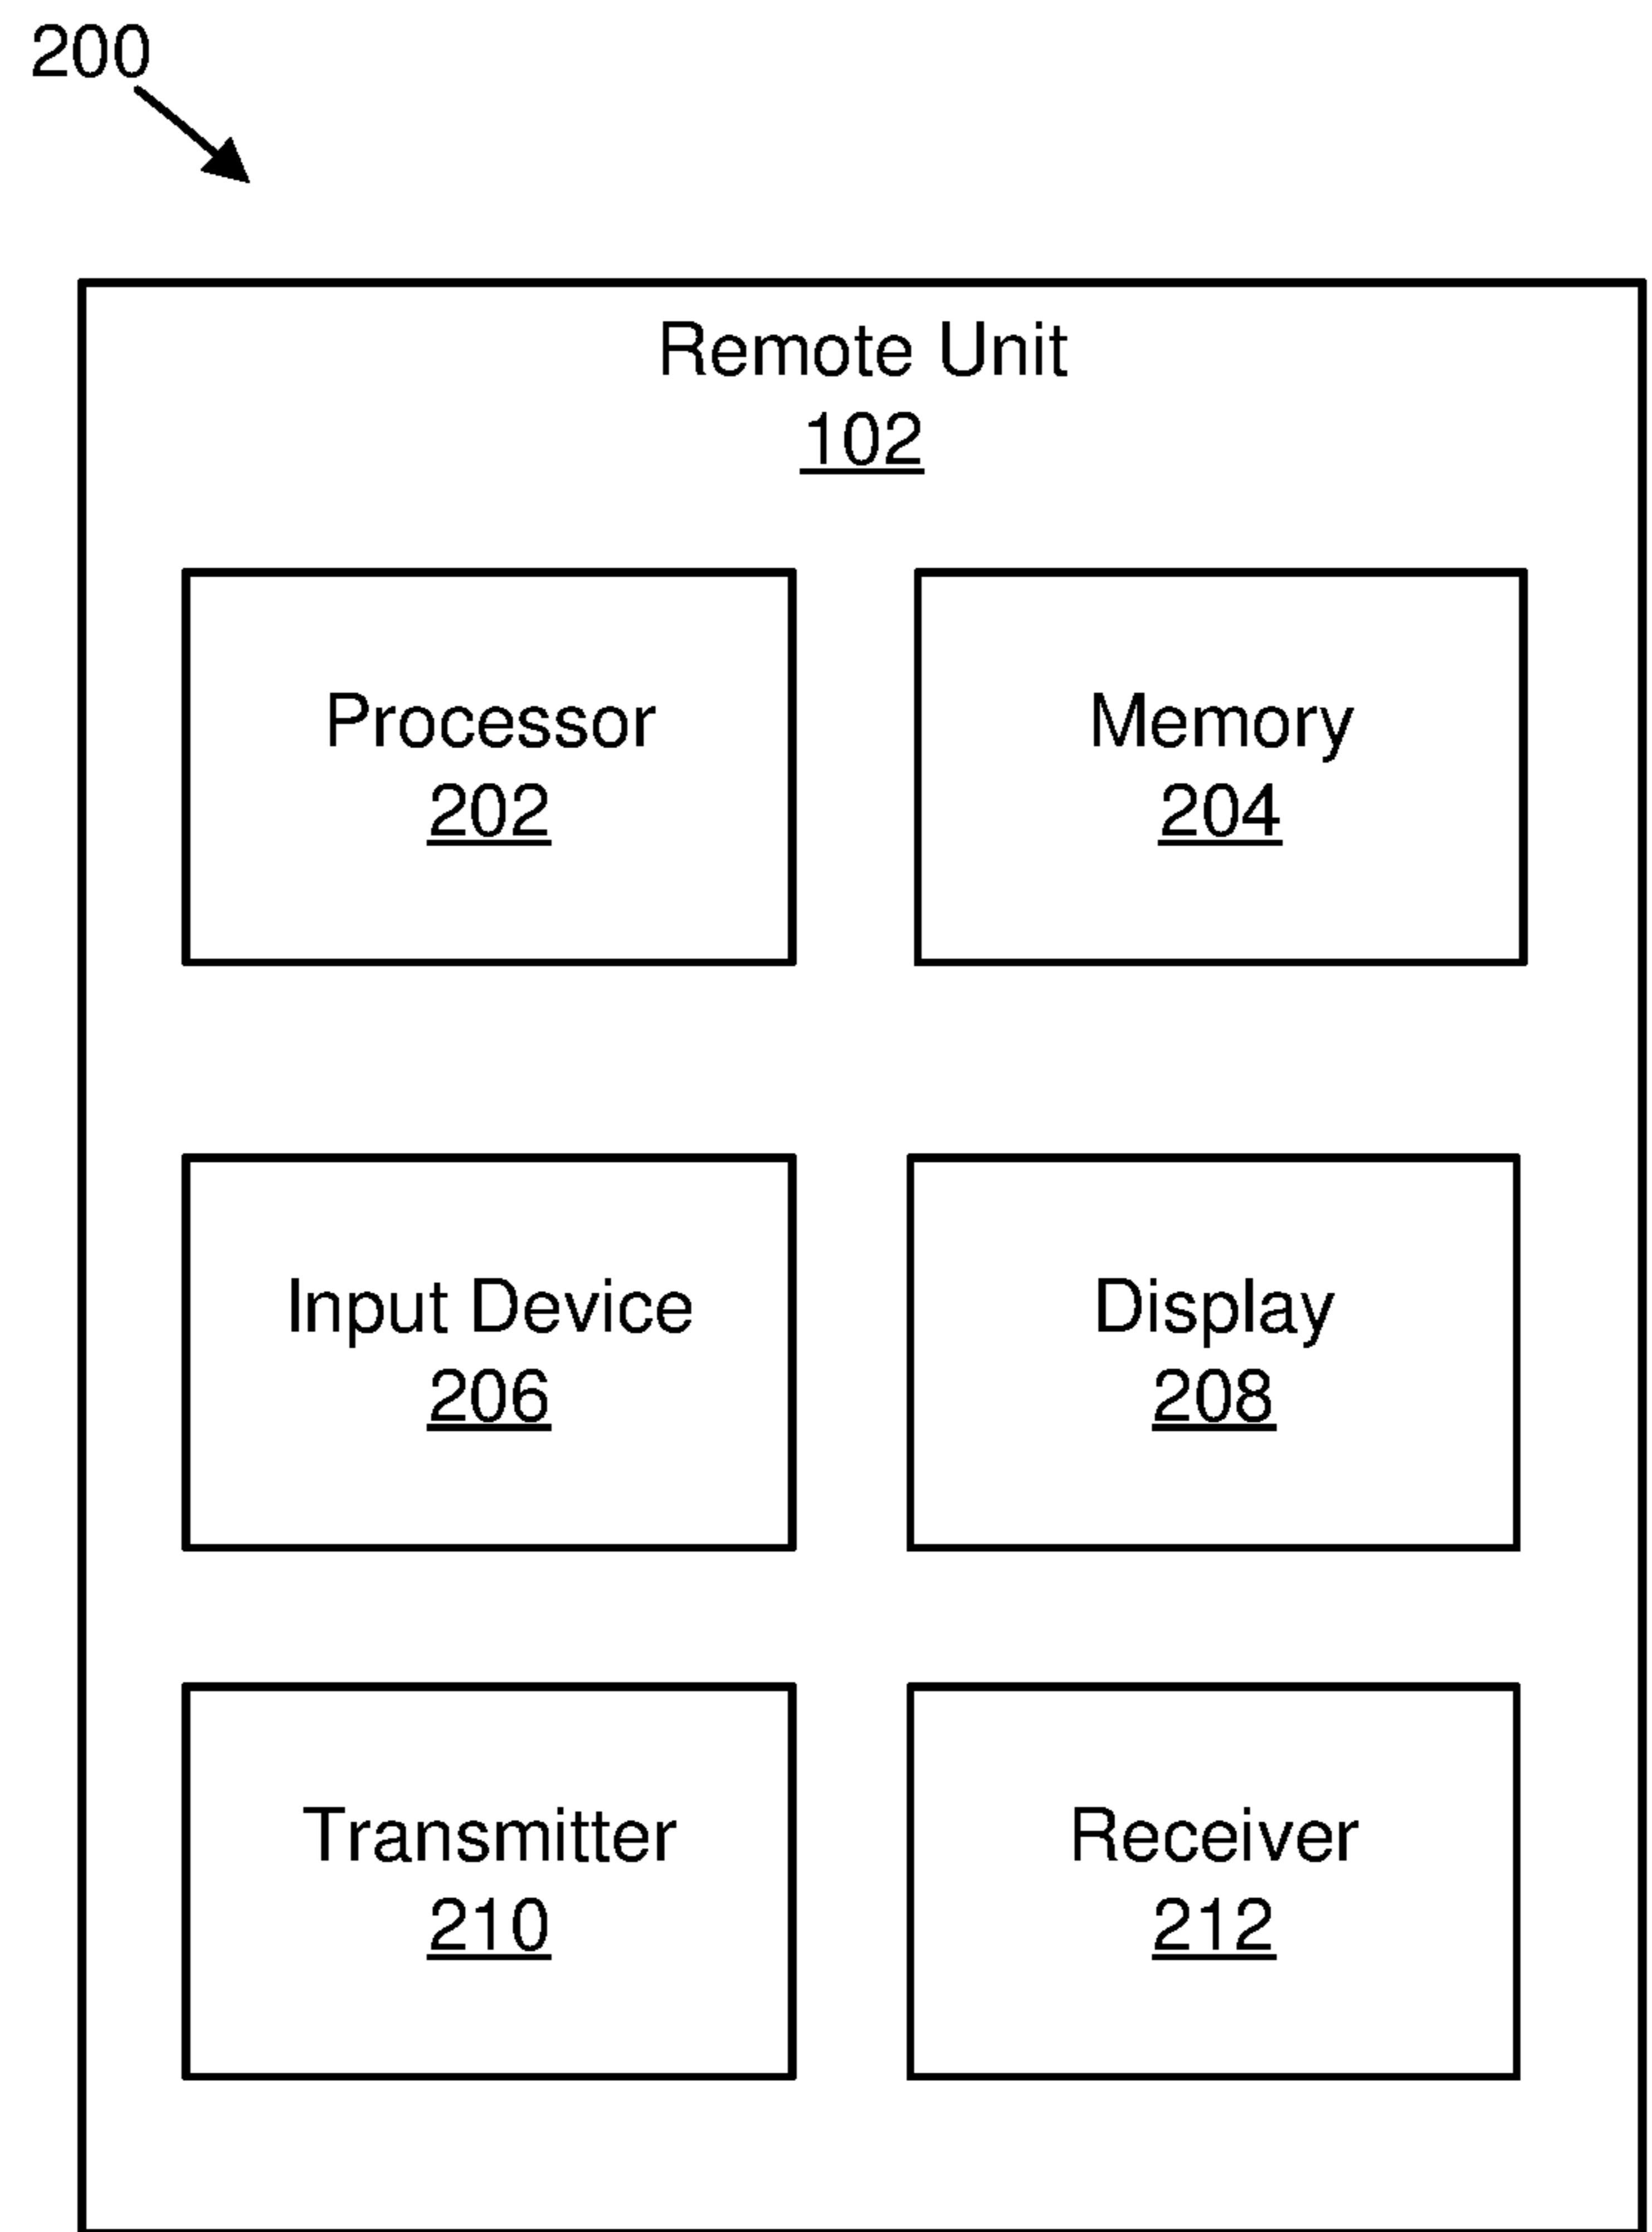 200
Remote Unit
102
Processor
202
Memory
204
Input Device
206
Display
208
Transmitter
210
Receiver
212